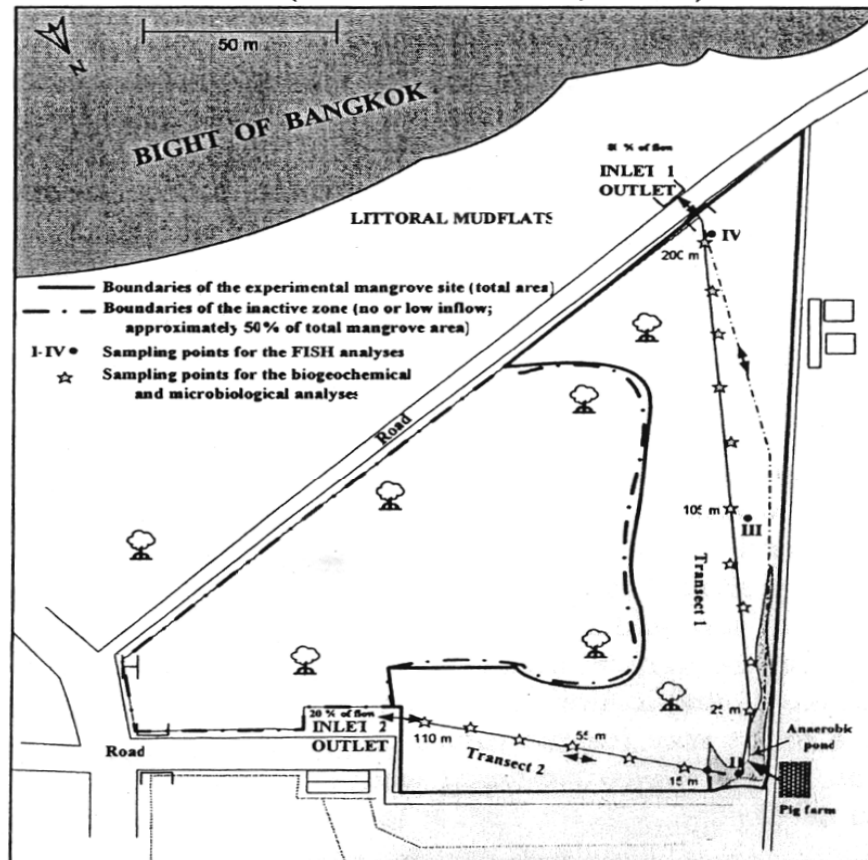 50 m
N
BIGHT OF BANGKOK
% of flow
INLET 1
OUTLET
LITTORAL MUDFLATS
IV
200 m
Boundaries of the experimental mangrove site (total area)
Boundaries of the inactive zone (no or low inflow;
approximately 50% of total mangrove area)
I-IV Sampling points for the FISH analyses
Sampling points for the biogeochemical
and microbiological analyses
Road
105 m
III
Transect 1
25 m
Anaerobic
pond
20 % of flow
INLET 2
OUTLET
Road
110 m
55 m
Transect 2
15 m
Pig farm